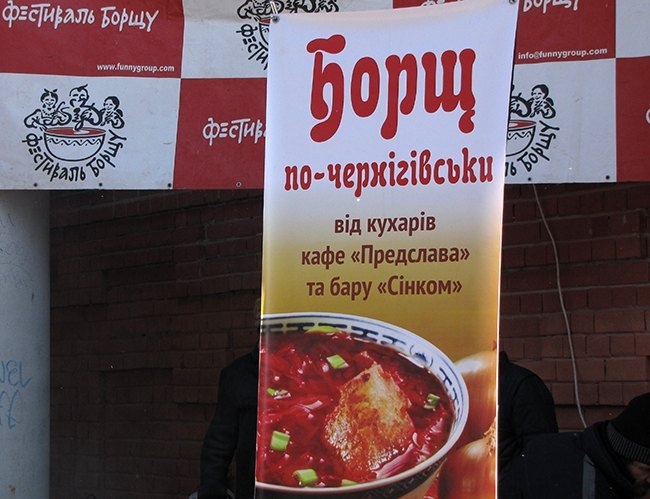 Фестиваль Борщу
www.funnygroup.com
info@funnygroup.com
Фестиваль Борщу
Фестиваль Борщу
Борщ
по-чернігівськи
від кухарів
кафе «Предслава»
та бару «Сінком»